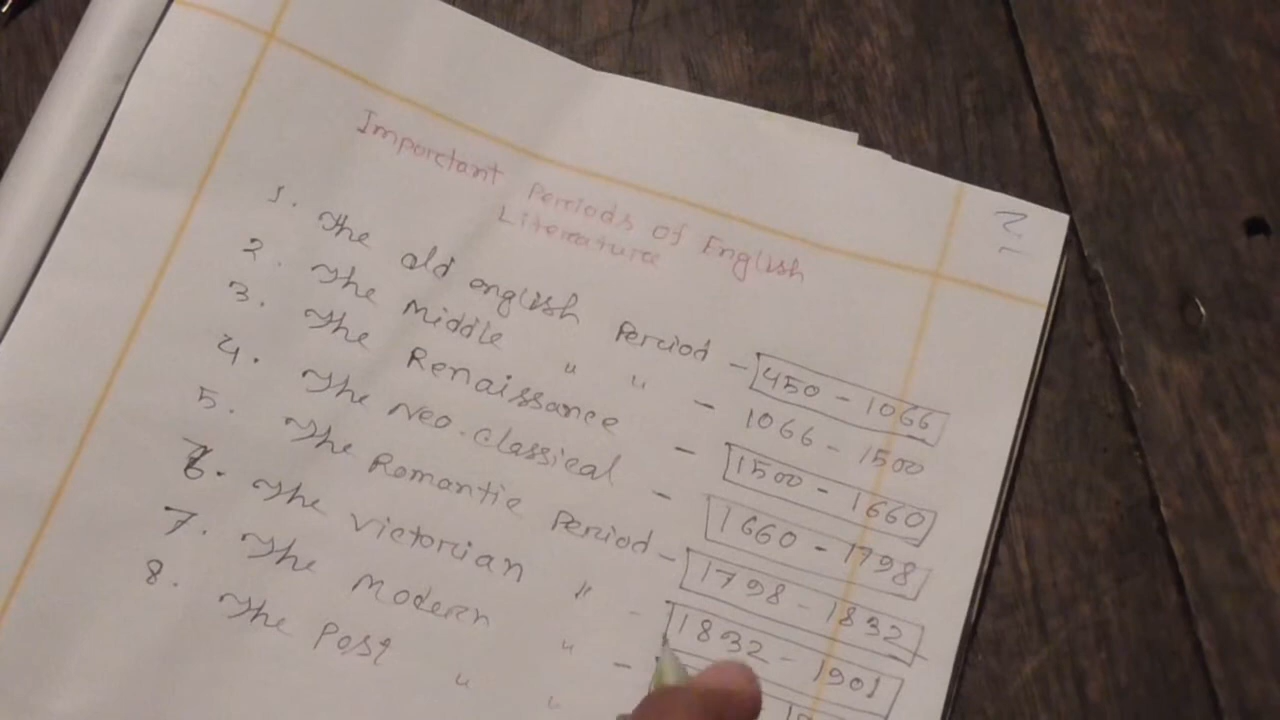 2
Important Periods of English
Literature
1. The old english Period - 450 - 1066
2. The Middle " " - 1066 - 1500
3. The Renaissance - 1500 - 1660
4. The Neo-classical - 1660 - 1798
5. The Romantic Period - 1798 - 1832
6. The Victorian " - 1832 - 1901
7. The Modern " -
8. The Post " "